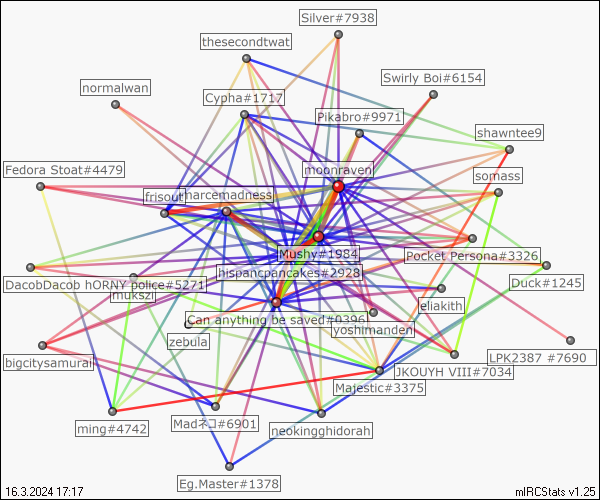 Silver#7938
thesecondtwat
Swirly Boi#6154
normalwan
Cypha#1717
Pikabro#9971
shawntee9
moonraven
Fedora Stoat#4479
somass
frisout
harcemadness
Mushy#1984
Pocket Persona#3326
hispancpancakes#2928
DacobDacob hORNY police#5271
Duck#1245
mukszil
eliakith
Can anything be saved#0396
yoshimanden
zebula
bigcitysamurai
LPK2387 #7690
JKOUYH VIII#7034
Majestic#3375
ming#4742
Madネコ#6901
neokingghidorah
Eg.Master#1378
16.3.2024 17:17
mIRCStats v1.25